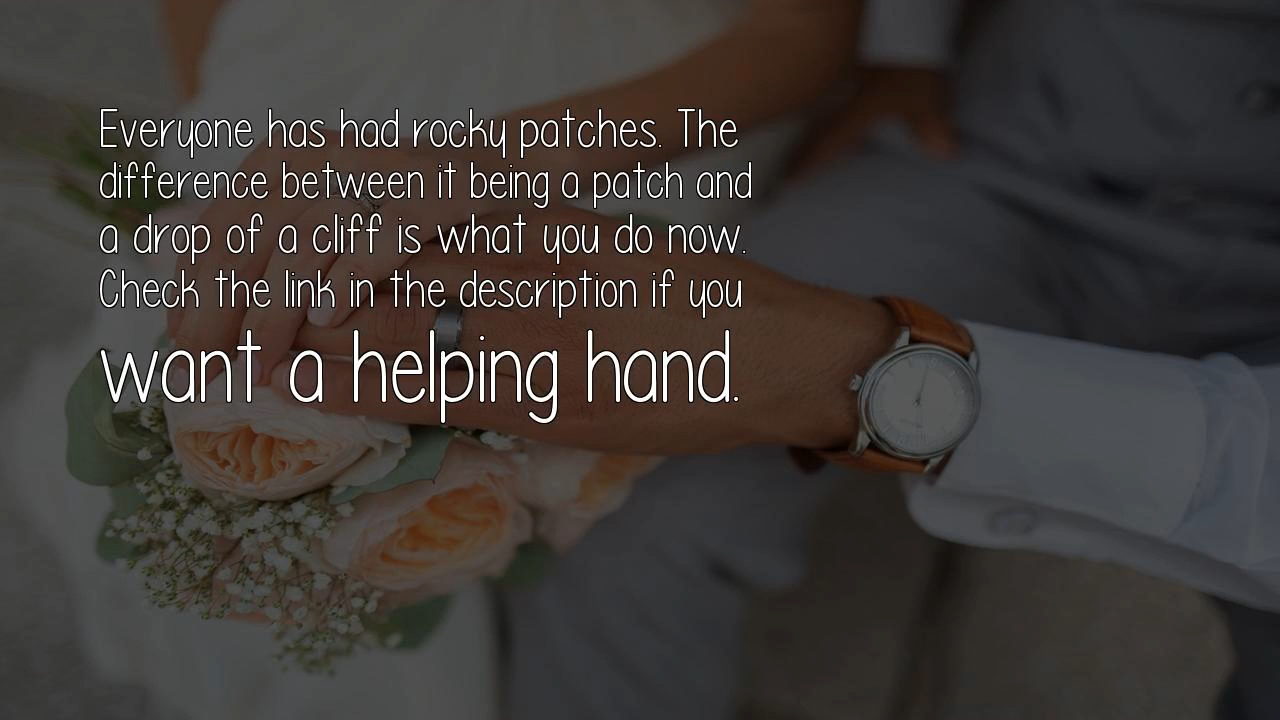 Everyone has had rocky patches. The
difference between it being a patch and
a drop of a cliff is what you do now.
Check the link in the description if you
want a helping hand.